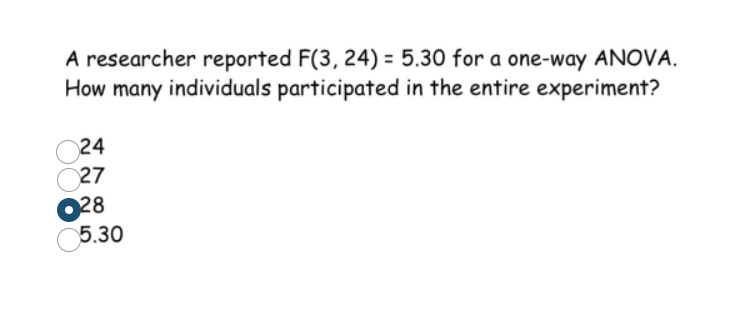 A researcher reported F(3, 24) = 5.30 for a one-way ANOVA.
How many individuals participated in the entire experiment?
24
27
28
5.30